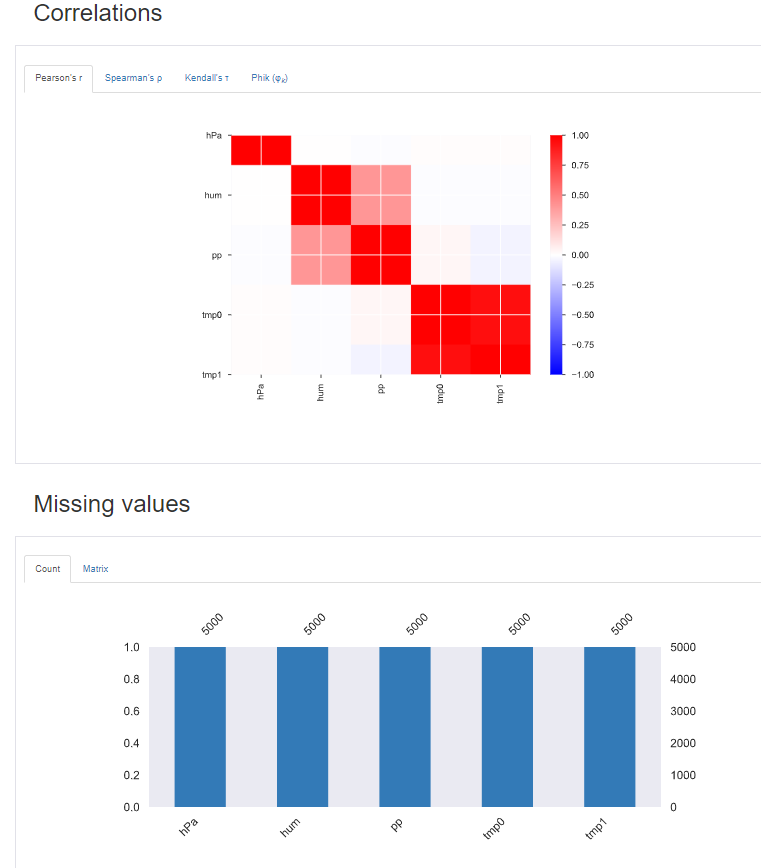 Correlations
Pearson's r Spearman's ρ Kendall's τ Phik (φk)
hPa
hum
pp
tmp0
tmp1
hPa hum pp tmp0 tmp1
1.00
0.75
0.50
0.25
0.00
−0.25
−0.50
−0.75
−1.00
Missing values
Count Matrix
5000 5000 5000 5000 5000
1.0 5000
0.8 4000
0.6 3000
0.4 2000
0.2 1000
0.0 0
hPa hum pp tmp0 tmp1